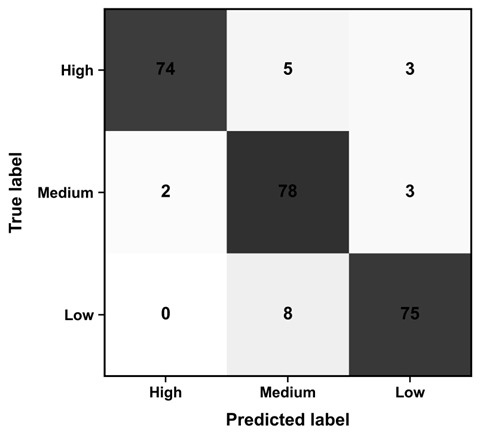 High 74 5 3
Medium 2 78 3
Low 0 8 75
High Medium Low
Predicted label
True label